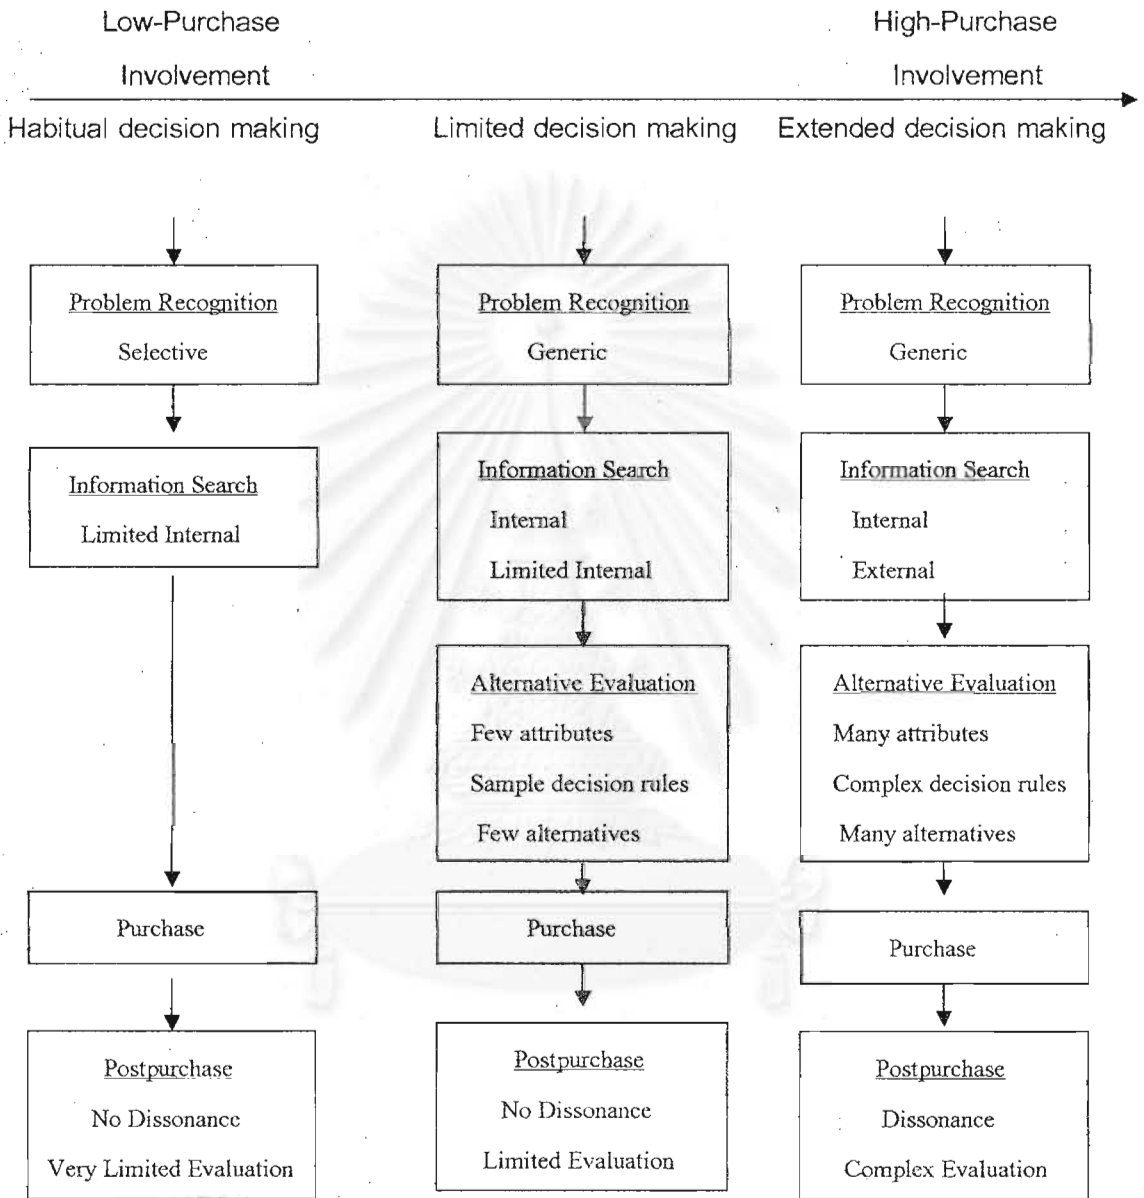 Low-Purchase
Involvement
High-Purchase
Involvement
Habitual decision making
Limited decision making
Extended decision making
Problem Recognition
Selective
Information Search
Limited Internal
Purchase
Postpurchase
No Dissonance
Very Limited Evaluation
Problem Recognition
Generic
Information Search
Internal
Limited Internal
Alternative Evaluation
Few attributes
Sample decision rules
Few alternatives
Purchase
Postpurchase
No Dissonance
Limited Evaluation
Problem Recognition
Generic
Information Search
Internal
External
Alternative Evaluation
Many attributes
Complex decision rules
Many alternatives
Purchase
Postpurchase
Dissonance
Complex Evaluation